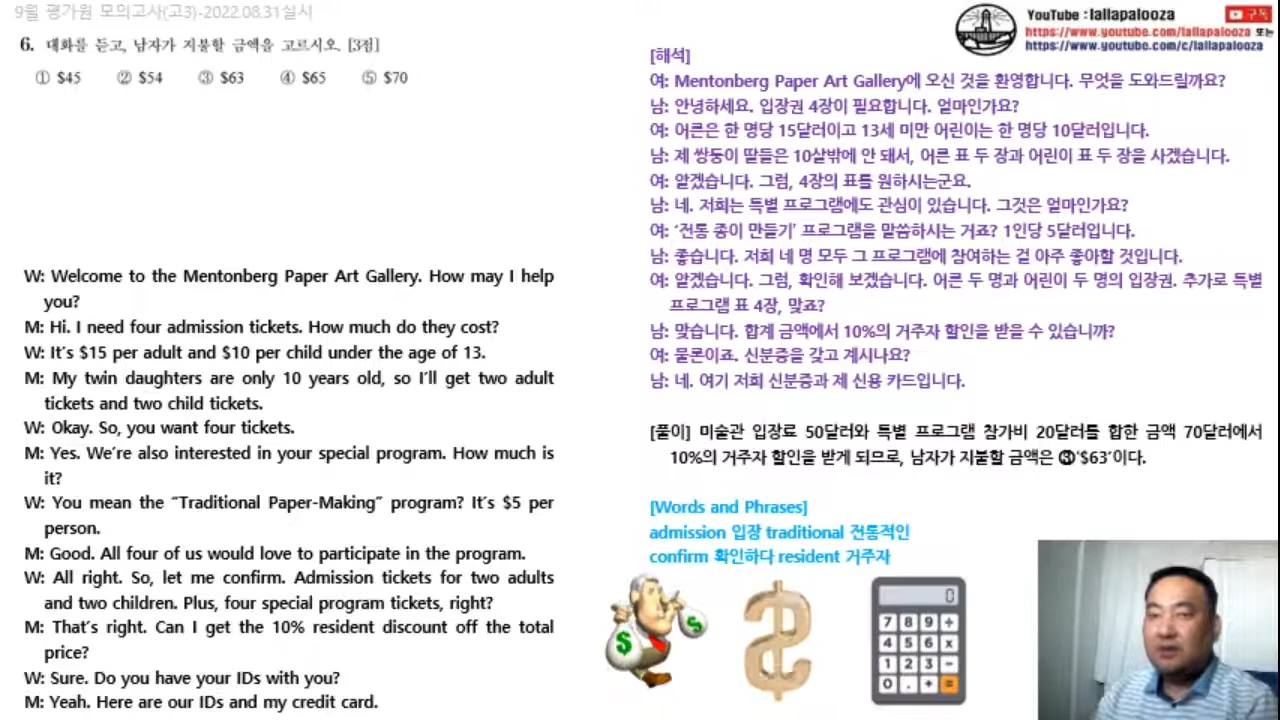 9월 평가원 모의고사(고3)-2022.08.31실시
6. 대화를 듣고, 남자가 지불할 금액을 고르시오. [3점]
① $45 ② $54 ③ $63 ④ $65 ⑤ $70
W: Welcome to the Mentonberg Paper Art Gallery. How may I help
you?
M: Hi. I need four admission tickets. How much do they cost?
W: It's $15 per adult and $10 per child under the age of 13.
M: My twin daughters are only 10 years old, so I'll get two adult
tickets and two child tickets.
W: Okay. So, you want four tickets.
M: Yes. We're also interested in your special program. How much is
it?
W: You mean the “Traditional Paper-Making” program? It's $5 per
person.
M: Good. All four of us would love to participate in the program.
W: All right. So, let me confirm. Admission tickets for two adults
and two children. Plus, four special program tickets, right?
M: That's right. Can I get the 10% resident discount off the total
price?
W: Sure. Do you have your IDs with you?
M: Yeah. Here are our IDs and my credit card.
YouTube : lallapalooza
구독
https://www.youtube.com/lallapalooza 또는
https://www.youtube.com/c/lallapalooza
[해석]
여: Mentonberg Paper Art Gallery에 오신 것을 환영합니다. 무엇을 도와드릴까요?
남: 안녕하세요. 입장권 4장이 필요합니다. 얼마인가요?
여: 어른은 한 명당 15달러이고 13세 미만 어린이는 한 명당 10달러입니다.
남: 제 쌍둥이 딸들은 10살밖에 안 돼서, 어른 표 두 장과 어린이 표 두 장을 사겠습니다.
여: 알겠습니다. 그럼, 4장의 표를 원하시는군요.
남: 네. 저희는 특별 프로그램에도 관심이 있습니다. 그것은 얼마인가요?
여: ‘전통 종이 만들기’ 프로그램을 말씀하시는 거죠? 1인당 5달러입니다.
남: 좋습니다. 저희 네 명 모두 그 프로그램에 참여하는 걸 아주 좋아할 것입니다.
여: 알겠습니다. 그럼, 확인해 보겠습니다. 어른 두 명과 어린이 두 명의 입장권. 추가로 특별
프로그램 표 4장, 맞죠?
남: 맞습니다. 합계 금액에서 10%의 거주자 할인을 받을 수 있습니까?
여: 물론이죠. 신분증을 갖고 계시나요?
남: 네. 여기 저희 신분증과 제 신용 카드입니다.
[풀이] 미술관 입장료 50달러와 특별 프로그램 참가비 20달러를 합한 금액 70달러에서
10%의 거주자 할인을 받게 되므로, 남자가 지불할 금액은 ③‘$63’이다.
[Words and Phrases]
admission 입장 traditional 전통적인
confirm 확인하다 resident 거주자
$ $
0
7 8 9 ÷
4 5 6 x
1 2 3 -
0 . + =